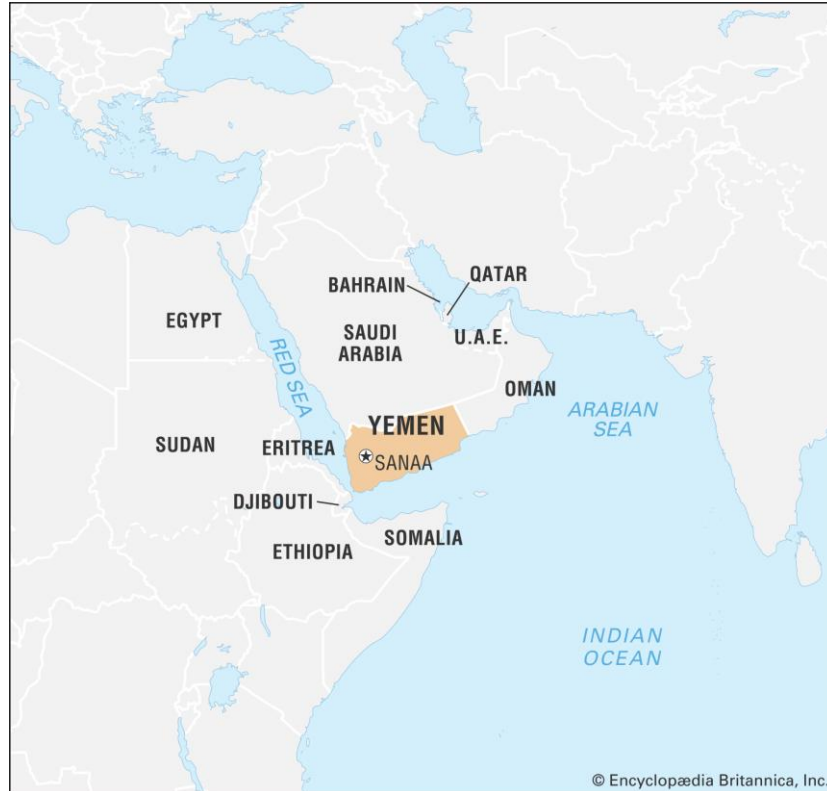 BAHRAIN
QATAR
EGYPT
SAUDI
ARABIA
U.A.E.
RED SEA
OMAN
ARABIAN
SEA
YEMEN
SUDAN
ERITREA
SANAA
DJIBOUTI
SOMALIA
ETHIOPIA
INDIAN
OCEAN
© Encyclopædia Britannica, Inc.